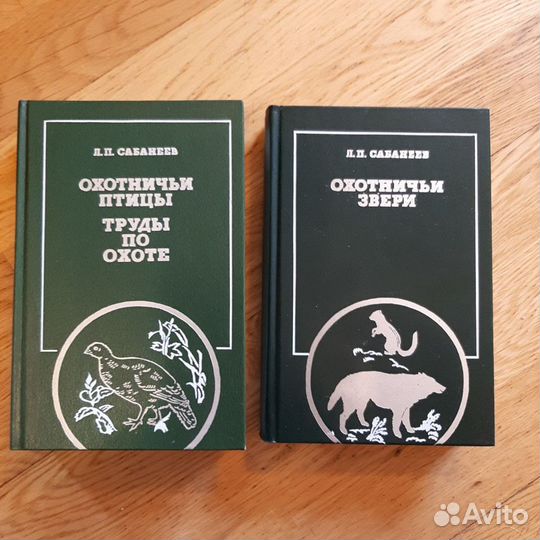 Л.П. САБАНЕЕВ
ОХОТНИЧЬИ
ПТИЦЫ
ТРУДЫ
ПО
ОХОТЕ
Л.П. САБАНЕЕВ
ОХОТНИЧЬИ
ЗВЕРИ
Avito